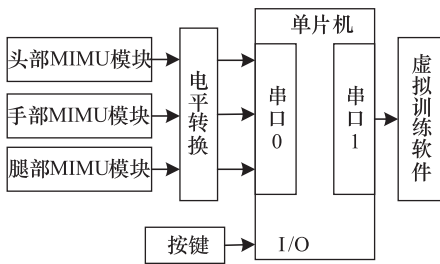 单片机
头部MIMU模块
手部MIMU模块
腿部MIMU模块
电平转换
串口0
串口1
虚拟训练软件
按键
I/O